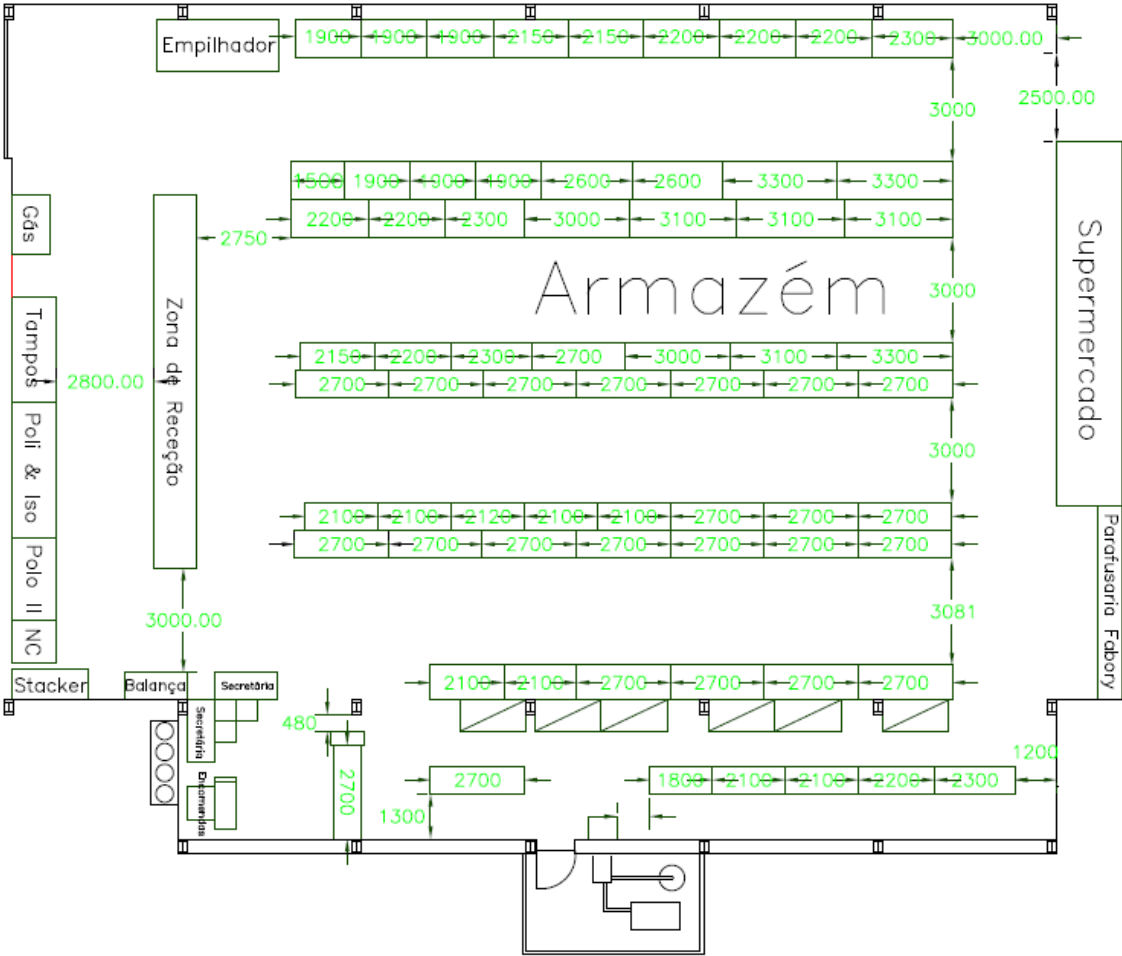 Empilhador
1900 1900 1900 2150 2150 2200 2200 2200 2300 3000.00
3000
2500.00
1500 1900 1900 1900 2600 2600 3300 3300
2200 2200 2300 3000 3100 3100 3100
2750
Gás
Supermercado
Armazém
3000
Zona de Receção
Tampos
2800.00
2150 2200 2300 2700 3000 3100 3300
2700 2700 2700 2700 2700 2700 2700
Poli & Iso
3000
2100 2100 2120 2100 2100 2700 2700 2700
2700 2700 2700 2700 2700 2700 2700
Polo II
NC
3000.00
3081
Parafusaria Fabory
Stacker
Balança
Secretária
2100 2100 2700 2700 2700 2700
Secretária
480
1200
2700
2700
1800 2100 2100 2200 2300
Encomendas
1300